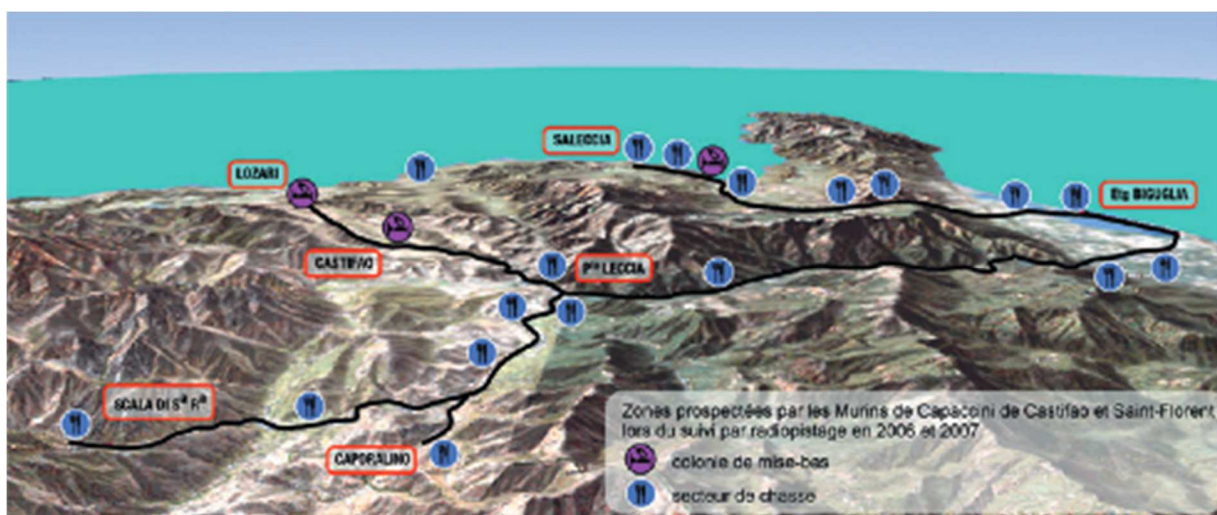 SALECCIA
LOZARI
Etg BIGUGLIA
CASTIFAO
Pte LECCIA
SCALA DI Sta Rna
CAPORALINO
Zones prospectées par les Murins de Capaccini de Castifao et Saint-Florent
lors du suivi par radiopistage en 2006 et 2007
colonie de mise-bas
secteur de chasse